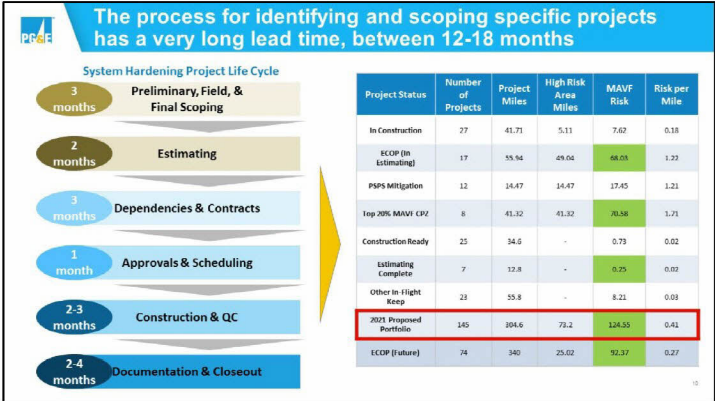 PG&E
The process for identifying and scoping specific projects
has a very long lead time, between 12-18 months
System Hardening Project Life Cycle
3
months
Preliminary, Field, &
Final Scoping
2
months
Estimating
3
months
Dependencies & Contracts
1
month
Approvals & Scheduling
2-3
months
Construction & QC
2-4
months
Documentation & Closeout
Project Status Number of Projects Project Miles High Risk Area Miles MAVF Risk Risk per Mile
In Construction 27 41.71 5.11 7.62 0.18
ECOP (In Estimating) 17 55.94 49.04 68.03 1.22
PSPS Mitigation 12 14.47 14.47 17.45 1.21
Top 20% MAVF CPZ 8 41.32 41.32 70.58 1.71
Construction Ready 25 34.6 - 0.73 0.02
Estimating Complete 7 12.8 - 0.25 0.02
Other In-Flight Keep 23 55.8 - 8.21 0.03
2021 Proposed Portfolio 145 304.6 73.2 124.55 0.41
ECOP (Future) 74 340 25.02 92.37 0.27